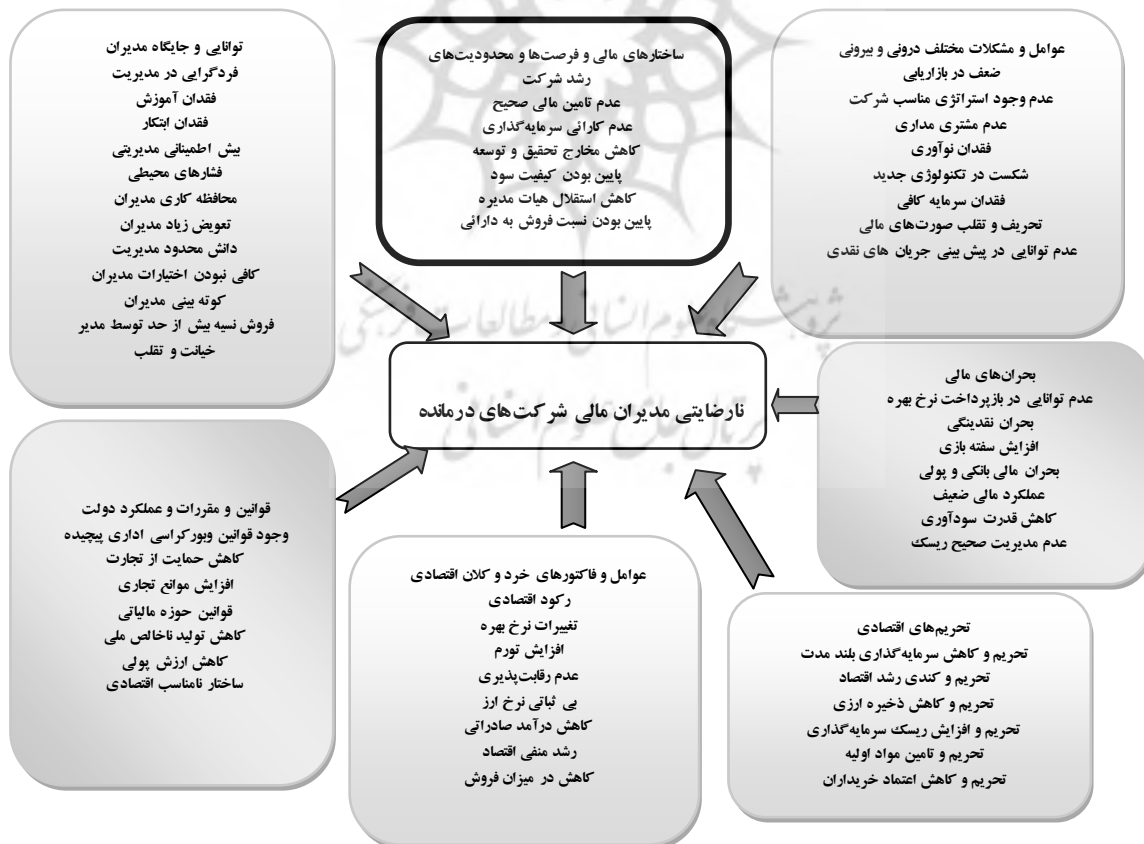 عوامل و مشکلات مختلف درونی و بیرونی
ضعف در بازاریابی
عدم وجود استراتژی مناسب شرکت
عدم مشتری مداری
فقدان نوآوری
شکست در تکنولوژی جدید
فقدان سرمایه کافی
تحریف و تقلب صورت‌های مالی
عدم توانایی در پیش بینی جریان های نقدی
ساختارهای مالی و فرصت‌ها و محدودیت‌های
رشد شرکت
عدم تامین مالی صحیح
عدم کارائی سرمایه‌گذاری
کاهش مخارج تحقیق و توسعه
پایین بودن کیفیت سود
کاهش استقلال هیات مدیره
پایین بودن نسبت فروش به دارائی
توانایی و جایگاه مدیران
فردگرایی در مدیریت
فقدان آموزش
فقدان ابتکار
بیش اطمینانی مدیریتی
فشارهای محیطی
محافظه کاری مدیران
تعویض زیاد مدیران
دانش محدود مدیریت
کافی نبودن اختیارات مدیران
کوته بینی مدیران
فروش نسیه بیش از حد توسط مدیر
خیانت و تقلب
پژوهشگاه علوم انسانی و مطالعات فرهنگی
نارضایتی مدیران مالی شرکت‌های درمانده
پرتال جامع علوم انسانی
بحران‌های مالی
عدم توانایی در بازپرداخت نرخ بهره
بحران نقدینگی
افزایش سفته بازی
بحران مالی بانکی و پولی
عملکرد مالی ضعیف
کاهش قدرت سودآوری
عدم مدیریت صحیح ریسک
قوانین و مقررات و عملکرد دولت
وجود قوانین وبورکراسی اداری پیچیده
کاهش حمایت از تجارت
افزایش موانع تجاری
قوانین حوزه مالیاتی
کاهش تولید ناخالص ملی
کاهش ارزش پولی
ساختار نامناسب اقتصادی
عوامل و فاکتورهای خرد و کلان اقتصادی
رکود اقتصادی
تغییرات نرخ بهره
افزایش تورم
عدم رقابت‌پذیری
بی ثباتی نرخ ارز
کاهش درآمد صادراتی
رشد منفی اقتصاد
کاهش در میزان فروش
تحریم‌های اقتصادی
تحریم و کاهش سرمایه‌گذاری بلند مدت
تحریم و کندی رشد اقتصاد
تحریم و کاهش ذخیره ارزی
تحریم و افزایش ریسک سرمایه‌گذاری
تحریم و تامین مواد اولیه
تحریم و کاهش اعتماد خریداران